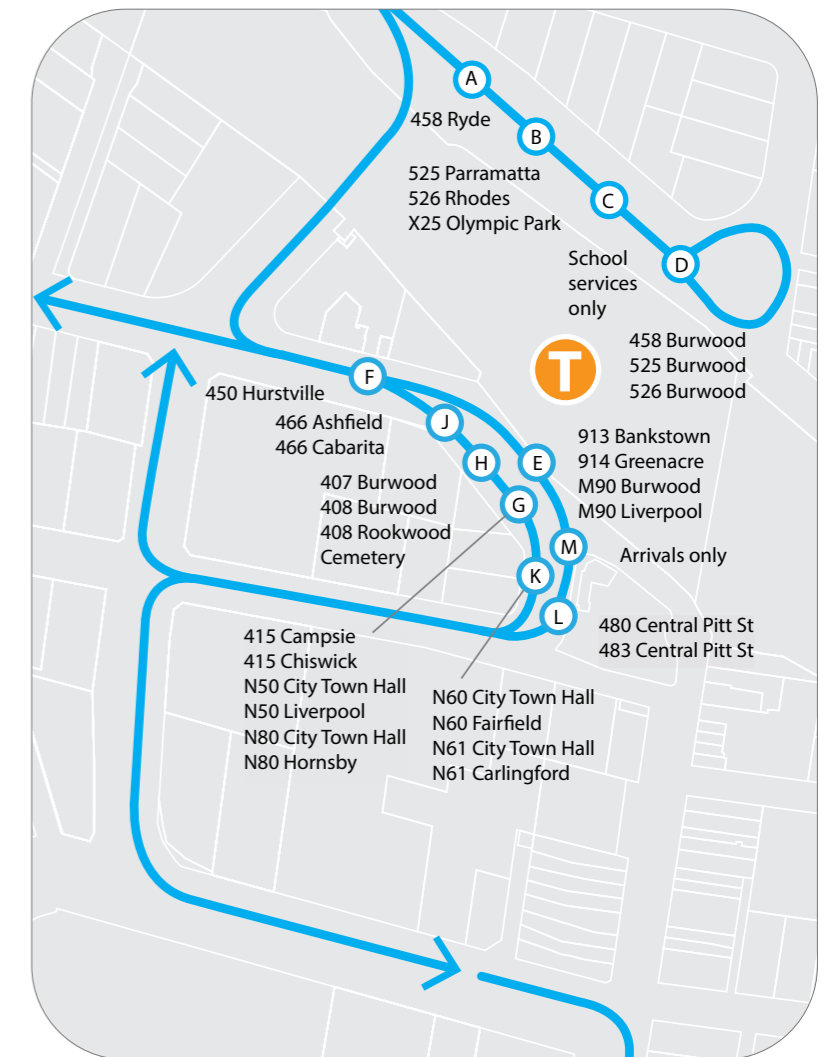 A
458 Ryde
B
525 Parramatta
526 Rhodes
X25 Olympic Park
C
School
services
only
D
458 Burwood
525 Burwood
526 Burwood
T
F
450 Hurstville
J
466 Ashfield
466 Cabarita
H
407 Burwood
408 Burwood
408 Rookwood
Cemetery
E
913 Bankstown
914 Greenacre
M90 Burwood
M90 Liverpool
G
M
Arrivals only
K
L
480 Central Pitt St
483 Central Pitt St
415 Campsie
415 Chiswick
N50 City Town Hall
N50 Liverpool
N80 City Town Hall
N80 Hornsby
N60 City Town Hall
N60 Fairfield
N61 City Town Hall
N61 Carlingford